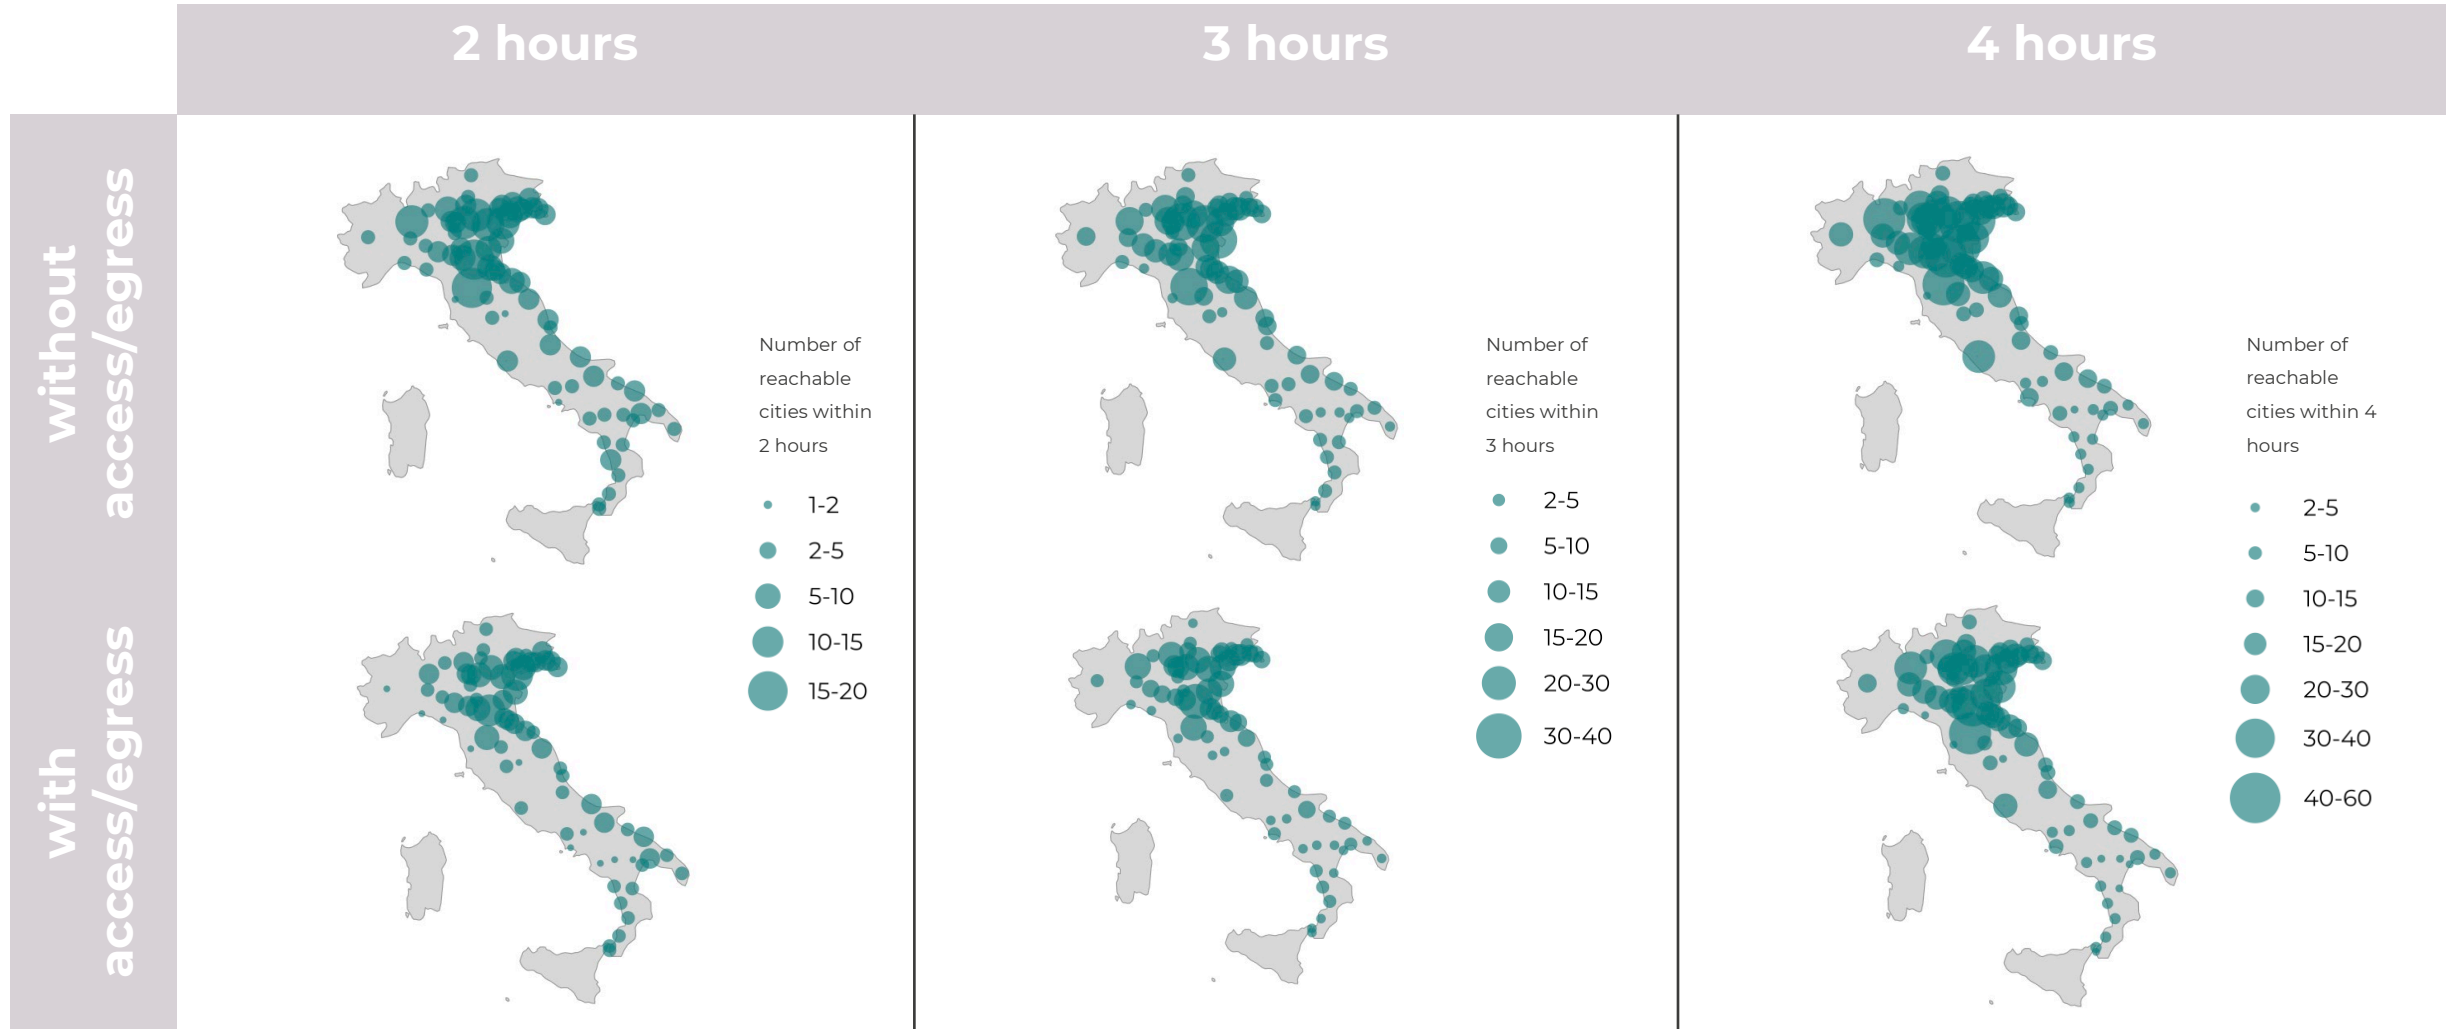 2 hours
3 hours
4 hours
without
access/egress
Number of
reachable
cities within
2 hours
1-2
2-5
5-10
10-15
15-20
Number of
reachable
cities within
3 hours
2-5
5-10
10-15
15-20
20-30
30-40
Number of
reachable
cities within 4
hours
2-5
5-10
10-15
15-20
20-30
30-40
40-60
with
access/egress